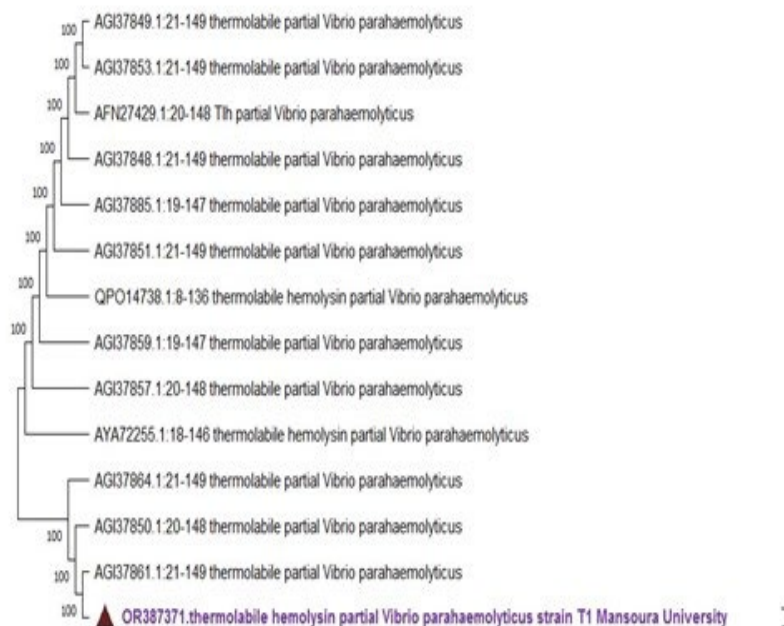 100
AGI37849.1:21-149 thermolabile partial Vibrio parahaemolyticus
100
AGI37853.1:21-149 thermolabile partial Vibrio parahaemolyticus
100
AFN27429.1:20-148 Tlh partial Vibrio parahaemolyticus
100
AGI37848.1:21-149 thermolabile partial Vibrio parahaemolyticus
100
AGI37885.1:19-147 thermolabile partial Vibrio parahaemolyticus
100
AGI37851.1:21-149 thermolabile partial Vibrio parahaemolyticus
100
QPO14738.1:8-136 thermolabile hemolysin partial Vibrio parahaemolyticus
100
AGI37859.1:19-147 thermolabile partial Vibrio parahaemolyticus
AGI37857.1:20-148 thermolabile partial Vibrio parahaemolyticus
AYA72255.1:18-146 thermolabile hemolysin partial Vibrio parahaemolyticus
AGI37864.1:21-149 thermolabile partial Vibrio parahaemolyticus
AGI37850.1:20-148 thermolabile partial Vibrio parahaemolyticus
100
AGI37861.1:21-149 thermolabile partial Vibrio parahaemolyticus
100
100
OR387371.thermolabile hemolysin partial Vibrio parahaemolyticus strain T1 Mansoura University